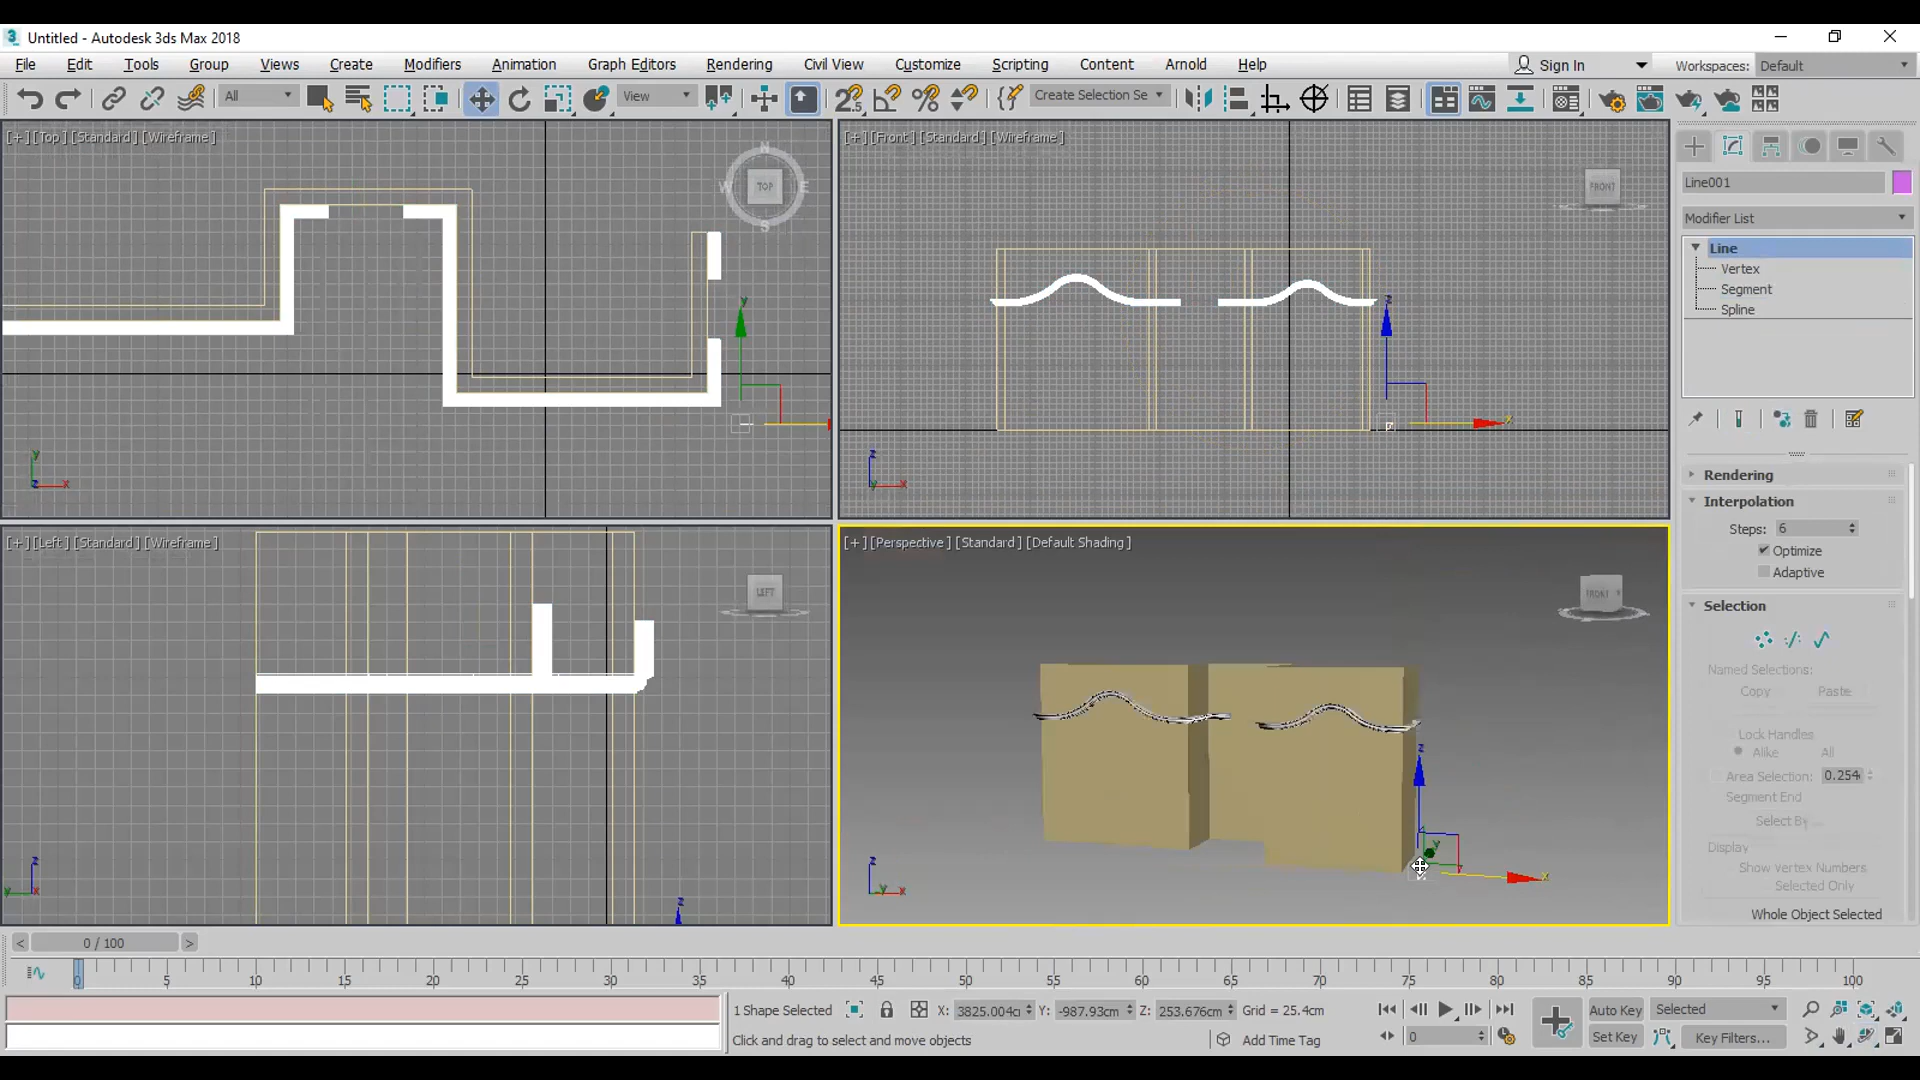 3 Untitled - Autodesk 3ds Max 2018
File Edit Tools Group Views Create Modifiers Animation Graph Editors Rendering Civil View Customize Scripting Content Arnold Help Sign In Workspaces: Default
All View Create Selection Se
[+] [Top] [Standard] [Wireframe]
N
W TOP E
S
y
y
z x
[+] [Front] [Standard] [Wireframe]
FRONT
z
x
z
y x
[+] [Left] [Standard] [Wireframe]
LEFT
z
y x
z
[+] [Perspective] [Standard] [Default Shading]
FRONT
z
y
x
z
y x
Line001
Modifier List
Line
Vertex
Segment
Spline
Rendering
Interpolation
Steps: 6
Optimize
Adaptive
Selection
Named Selections:
Copy Paste
Lock Handles
Alike All
Area Selection: 0.254
Segment End
Select By ...
Display
Show Vertex Numbers
Selected Only
Whole Object Selected
< 0 / 100 >
0 5 10 15 20 25 30 35 40 45 50 55 60 65 70 75 80 85 90 95 100
1 Shape Selected X: 3825.004c Y: -987.93cm Z: 253.676cm Grid = 25.4cm Auto Key Selected
Click and drag to select and move objects Add Time Tag 0 Set Key Key Filters...